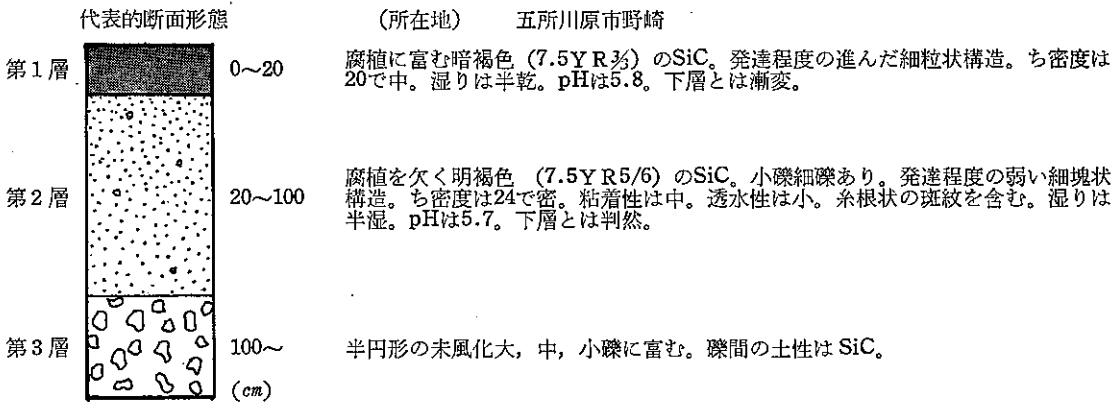 代表的断面形態 (所在地) 五所川原市野崎
第1層 0~20 腐植に富む暗褐色 (7.5YR3/3) のSiC。発達程度の進んだ細粒状構造。ち密度は
20で中。湿りは半乾。pHは5.8。下層とは漸変。
第2層 20~100 腐植を欠く明褐色 (7.5YR5/6) のSiC。小礫細礫あり。発達程度の弱い細塊状
構造。ち密度は24で密。粘着性は中。透水性は小。糸根状の斑紋を含む。湿りは
半湿。pHは5.7。下層とは判然。
第3層 100~ 半円形の未風化大, 中, 小礫に富む。礫間の土性は SiC。
(cm)